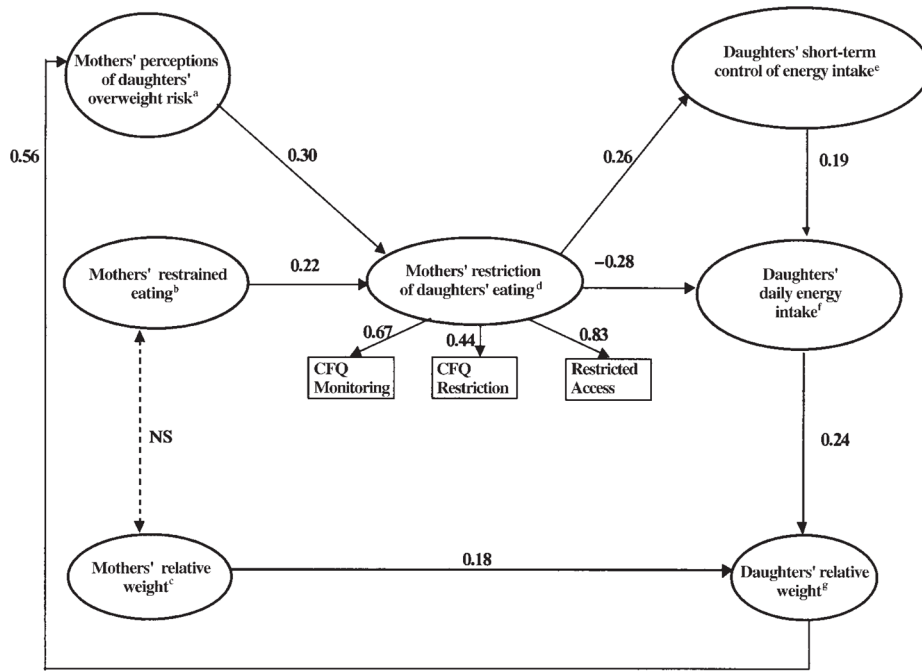 Mothers' perceptions
of daughters'
overweight risk^a
Daughters' short-term
control of energy intake^e
0.56
0.30
0.26
0.19
Mothers' restrained
eating^b
0.22
Mothers' restriction
of daughters' eating^d
−0.28
Daughters'
daily energy
intake^f
0.67
0.44
0.83
CFQ
Monitoring
CFQ
Restriction
Restricted
Access
NS
0.24
Mothers' relative
weight^c
0.18
Daughters' relative
weight^g